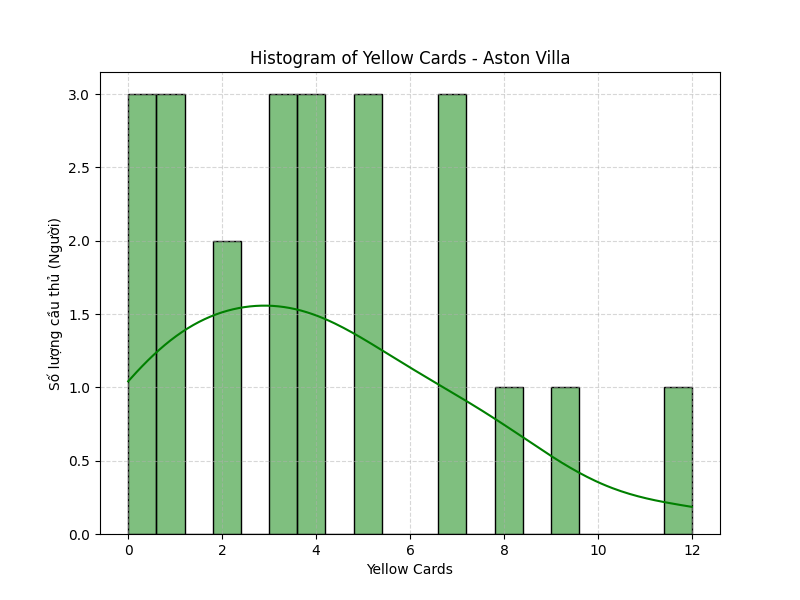 Histogram of Yellow Cards - Aston Villa
Số lượng cầu thủ (Người)
3.0
2.5
2.0
1.5
1.0
0.5
0.0
0 2 4 6 8 10 12
Yellow Cards